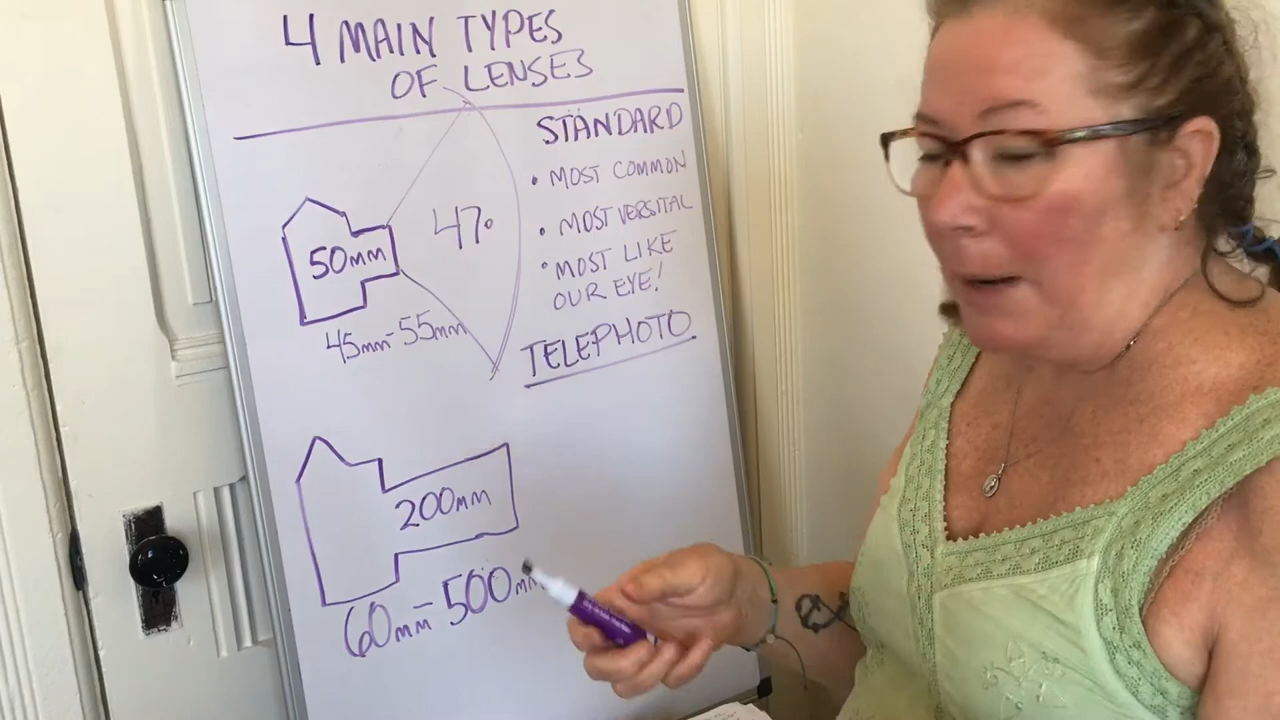 4 MAIN TYPES
OF LENSES
STANDARD
• MOST COMMON
• MOST VERSITAL
• MOST LIKE
OUR EYE!
47°
50mm
45mm-55mm
TELEPHOTO
200mm
60mm-500mm